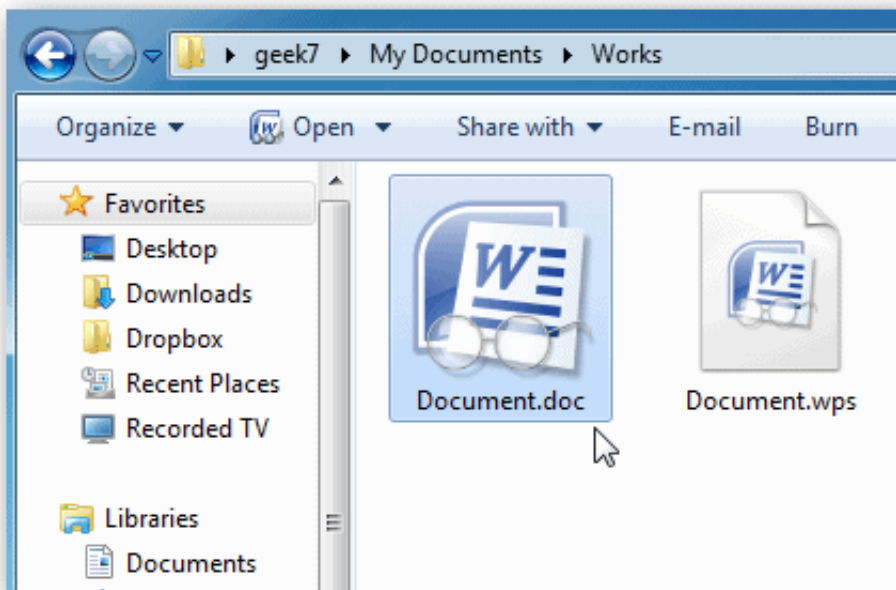 geek7 My Documents Works
Organize Open Share with E-mail Burn
Favorites
Desktop
Downloads
Dropbox
Recent Places
Recorded TV
Libraries
Documents
W
Document.doc
W
Document.wps